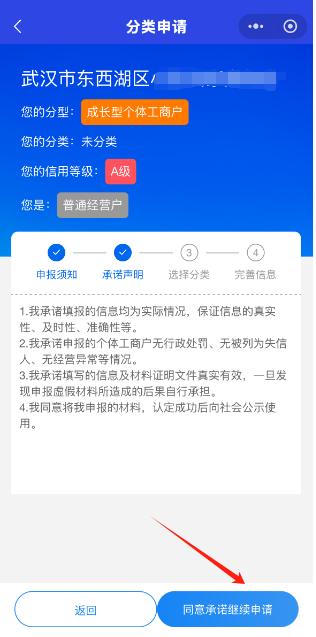 分类申请
武汉市东西湖区
您的分型：成长型个体工商户
您的分类：未分类
您的信用等级：A级
您是：普通经营户
3 4
申报须知 承诺声明 选择分类 完善信息
1.我承诺填报的信息均为实际情况，保证信息的真实
性、及时性、准确性等。
2.我承诺申报的个体工商户无行政处罚、无被列为失信
人、无经营异常等情况。
3.我承诺填写的信息及材料证明文件真实有效，一旦发
现申报虚假材料所造成的后果自行承担。
4.我同意将我申报的材料，认定成功后向社会公示使
用。
返回 同意承诺继续申请